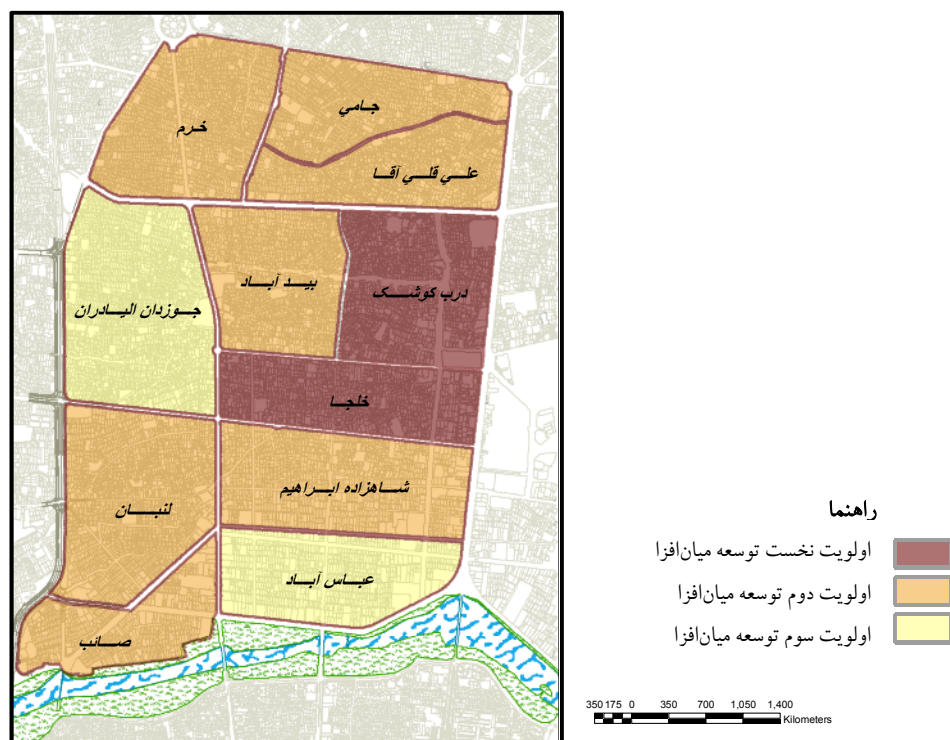 جامي
خرم
علي قلي آقا
بيد آباد
درب كوشك
جوزدان اليادران
خلجا
شاهزاده ابراهيم
لنبان
عباس آباد
صائب
راهنما
اولویت نخست توسعه میان‌افزا
اولویت دوم توسعه میان‌افزا
اولویت سوم توسعه میان‌افزا
350 175 0 350 700 1,050 1,400
Kilometers